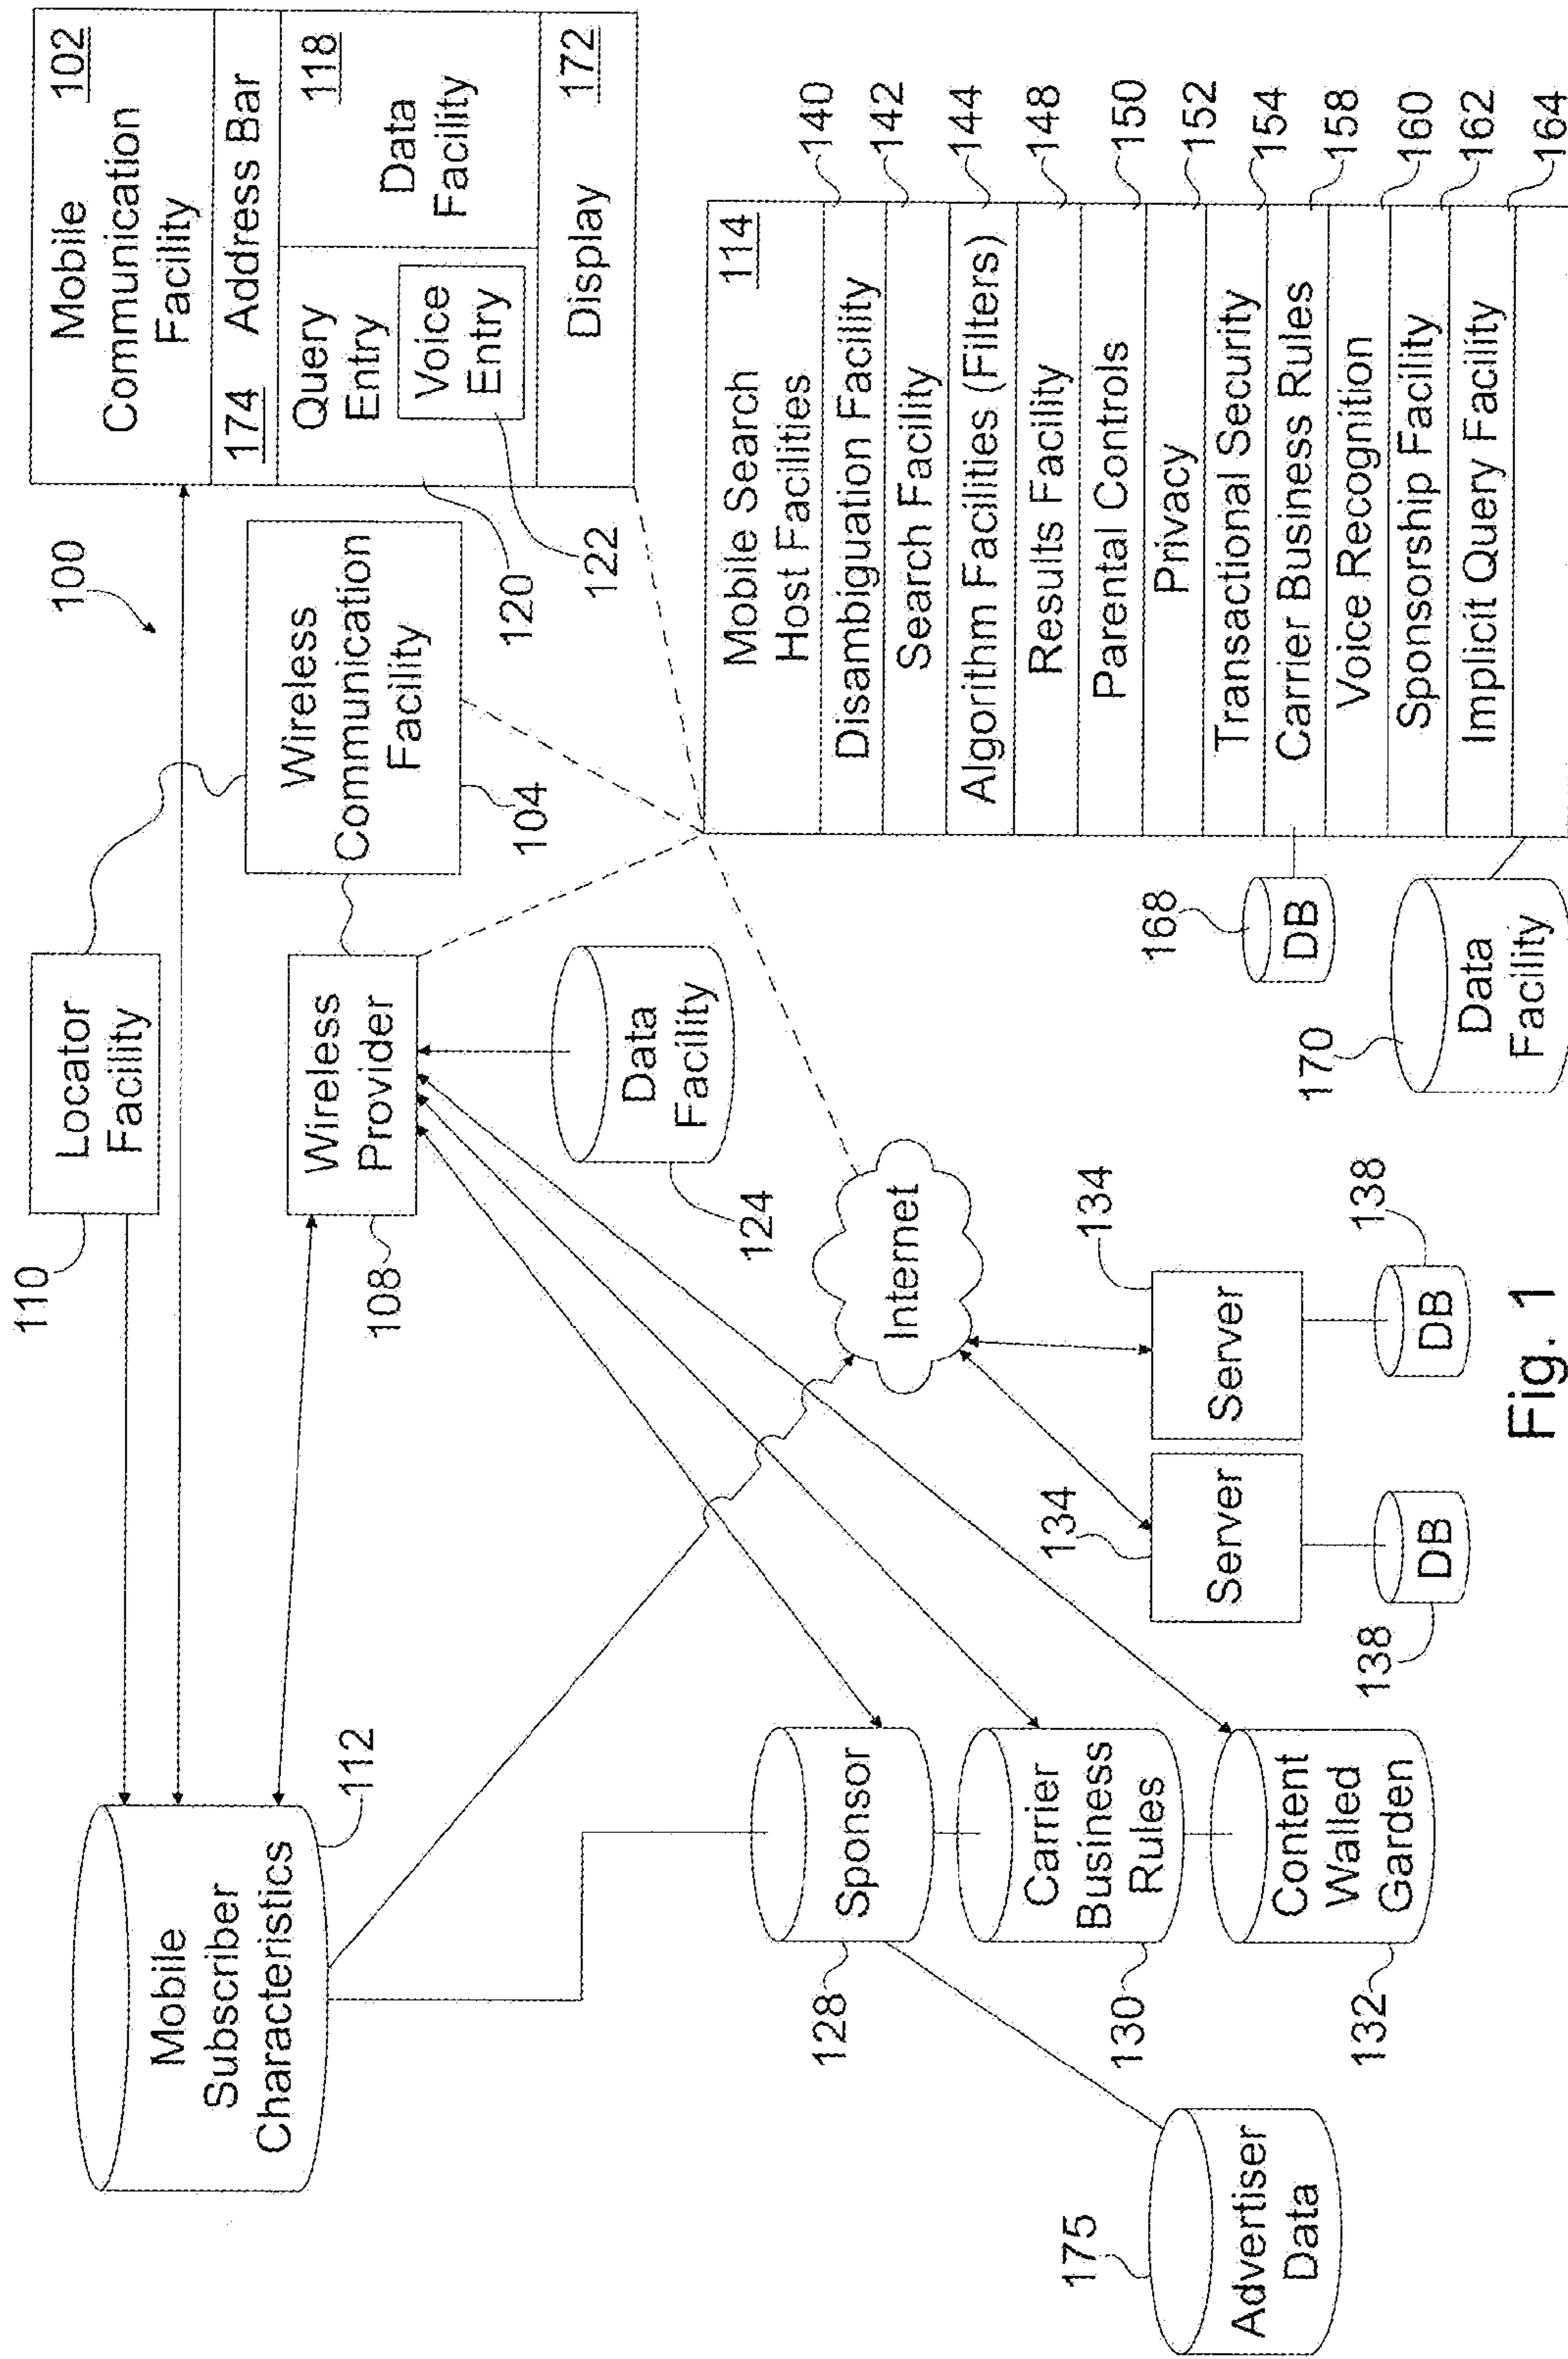 100
110
Locator
Facility
Mobile
Communication
Facility
102
174 Address Bar
Query
Entry
Voice
Entry
118
Data
Facility
Display
172
120
122
Mobile
Subscriber
Characteristics
112
Wireless
Provider
108
Wireless
Communication
Facility
104
Data
Facility
124
Sponsor
128
Carrier
Business
Rules
130
Content
Walled
Garden
132
175
Advertiser
Data
Internet
134
Server
134
Server
138
DB
138
DB
Mobile Search
Host Facilities
114
Disambiguation Facility
140
Search Facility
142
Algorithm Facilities (Filters)
144
Results Facility
148
Parental Controls
150
Privacy
152
Transactional Security
154
Carrier Business Rules
158
Voice Recognition
160
Sponsorship Facility
162
Implicit Query Facility
164
168
DB
170
Data
Facility
Fig. 1